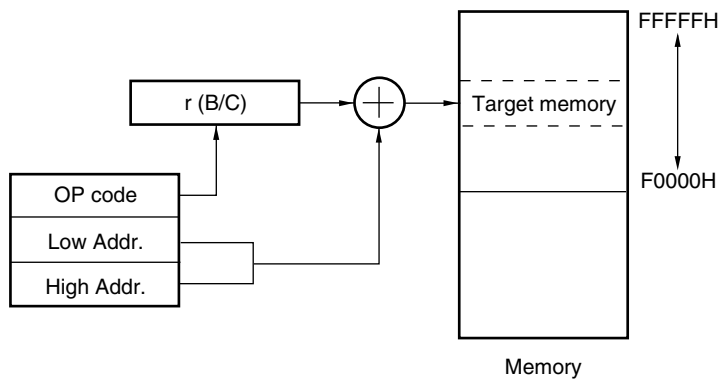 FFFFFH
r (B/C)
Target memory
OP code
F0000H
Low Addr.
High Addr.
Memory